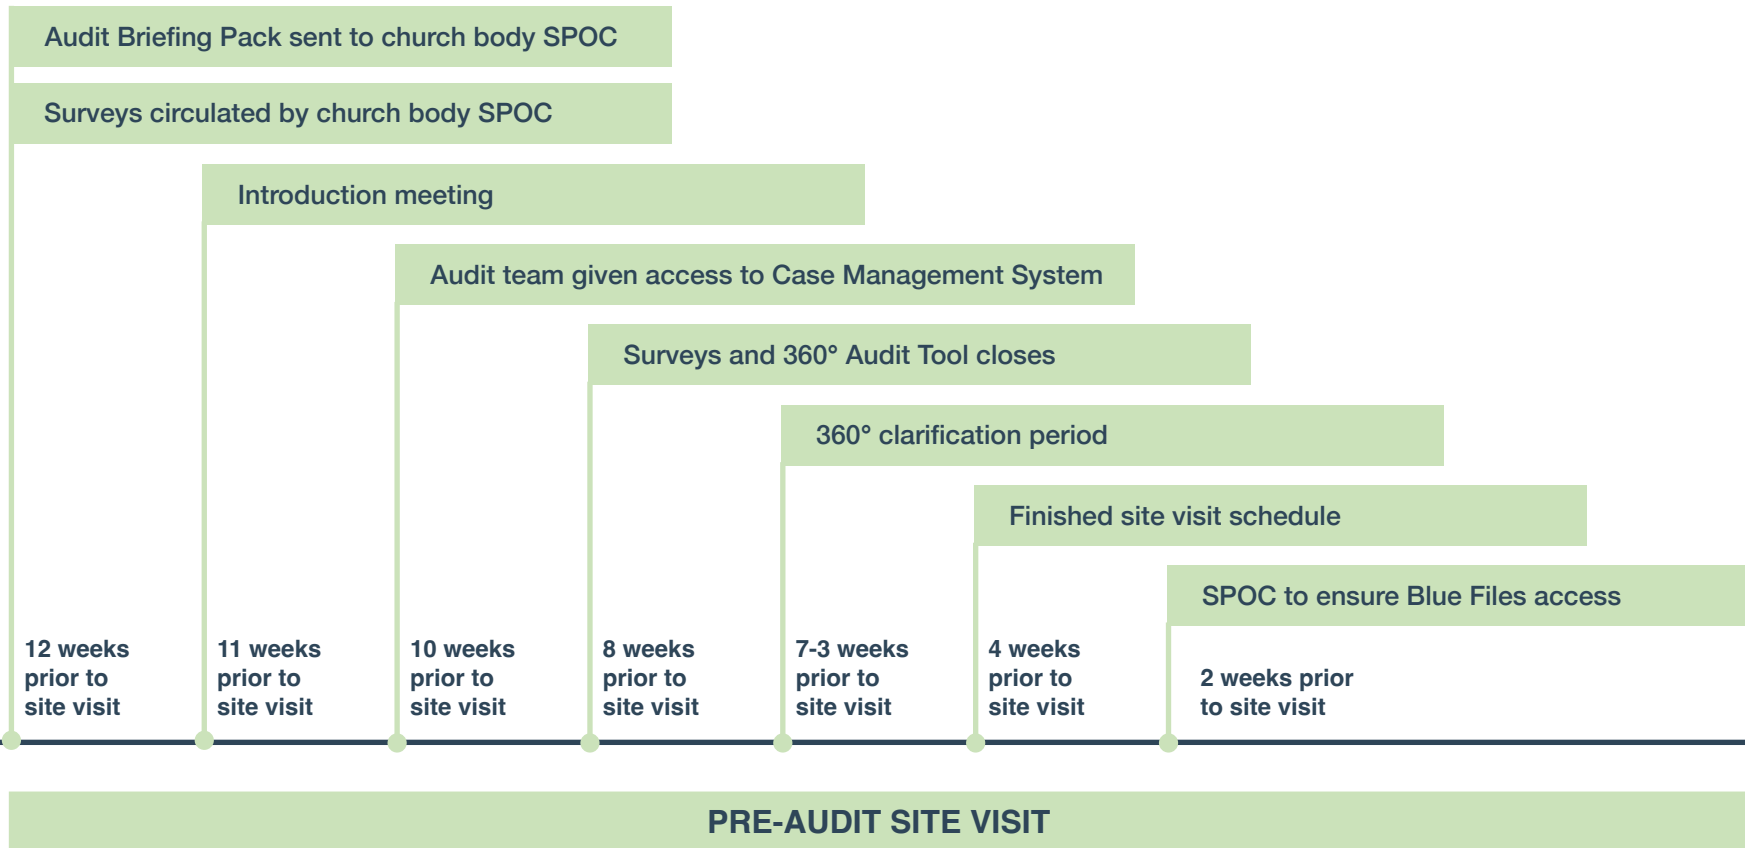 Audit Briefing Pack sent to church body SPOC
Surveys circulated by church body SPOC
Introduction meeting
Audit team given access to Case Management System
Surveys and 360° Audit Tool closes
360° clarification period
Finished site visit schedule
SPOC to ensure Blue Files access
12 weeks
prior to
site visit
11 weeks
prior to
site visit
10 weeks
prior to
site visit
8 weeks
prior to
site visit
7-3 weeks
prior to
site visit
4 weeks
prior to
site visit
2 weeks prior
to site visit
PRE-AUDIT SITE VISIT